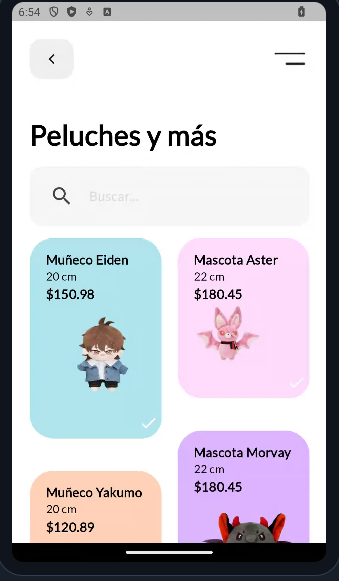 6:54
Peluches y más
Buscar...
Muñeco Eiden
20 cm
$150.98
Mascota Aster
22 cm
$180.45
Mascota Morvay
22 cm
$180.45
Muñeco Yakumo
20 cm
$120.89